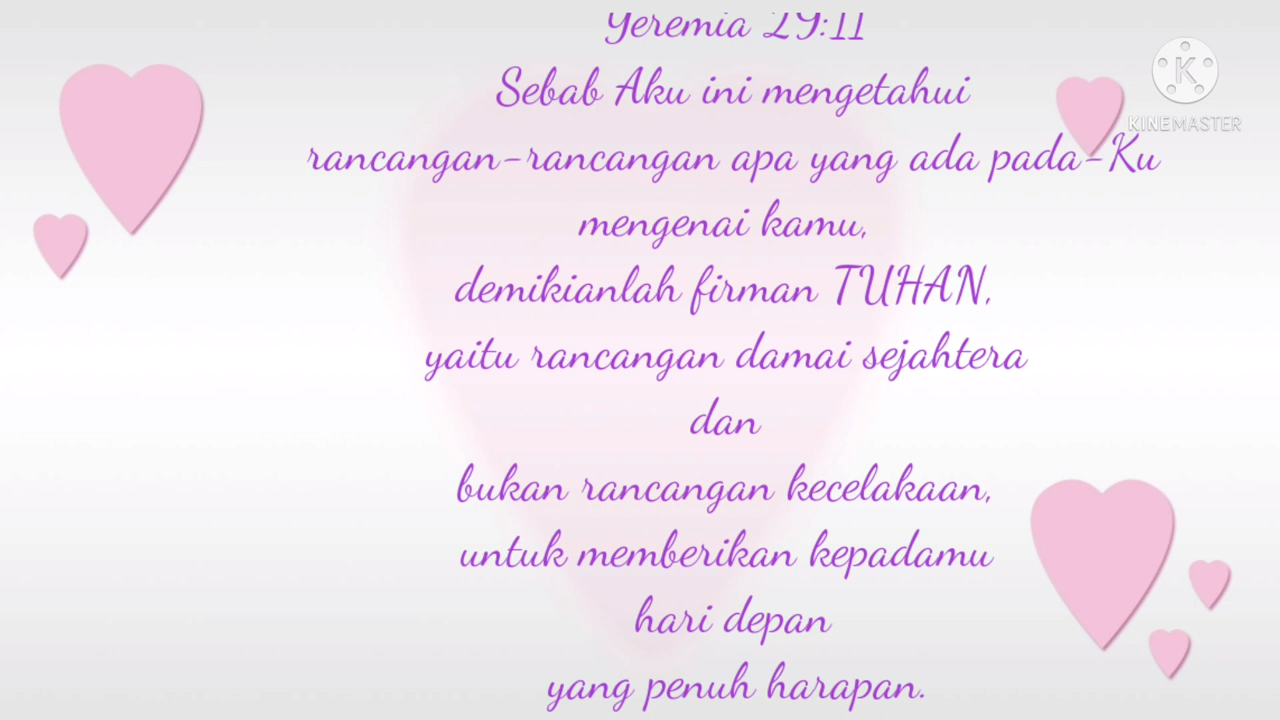 Yeremia 29:11
Sebab Aku ini mengetahui
rancangan-rancangan apa yang ada pada-Ku
mengenai kamu,
demikianlah firman TUHAN,
yaitu rancangan damai sejahtera
dan
bukan rancangan kecelakaan,
untuk memberikan kepadamu
hari depan
yang penuh harapan.
K
KINEMASTER